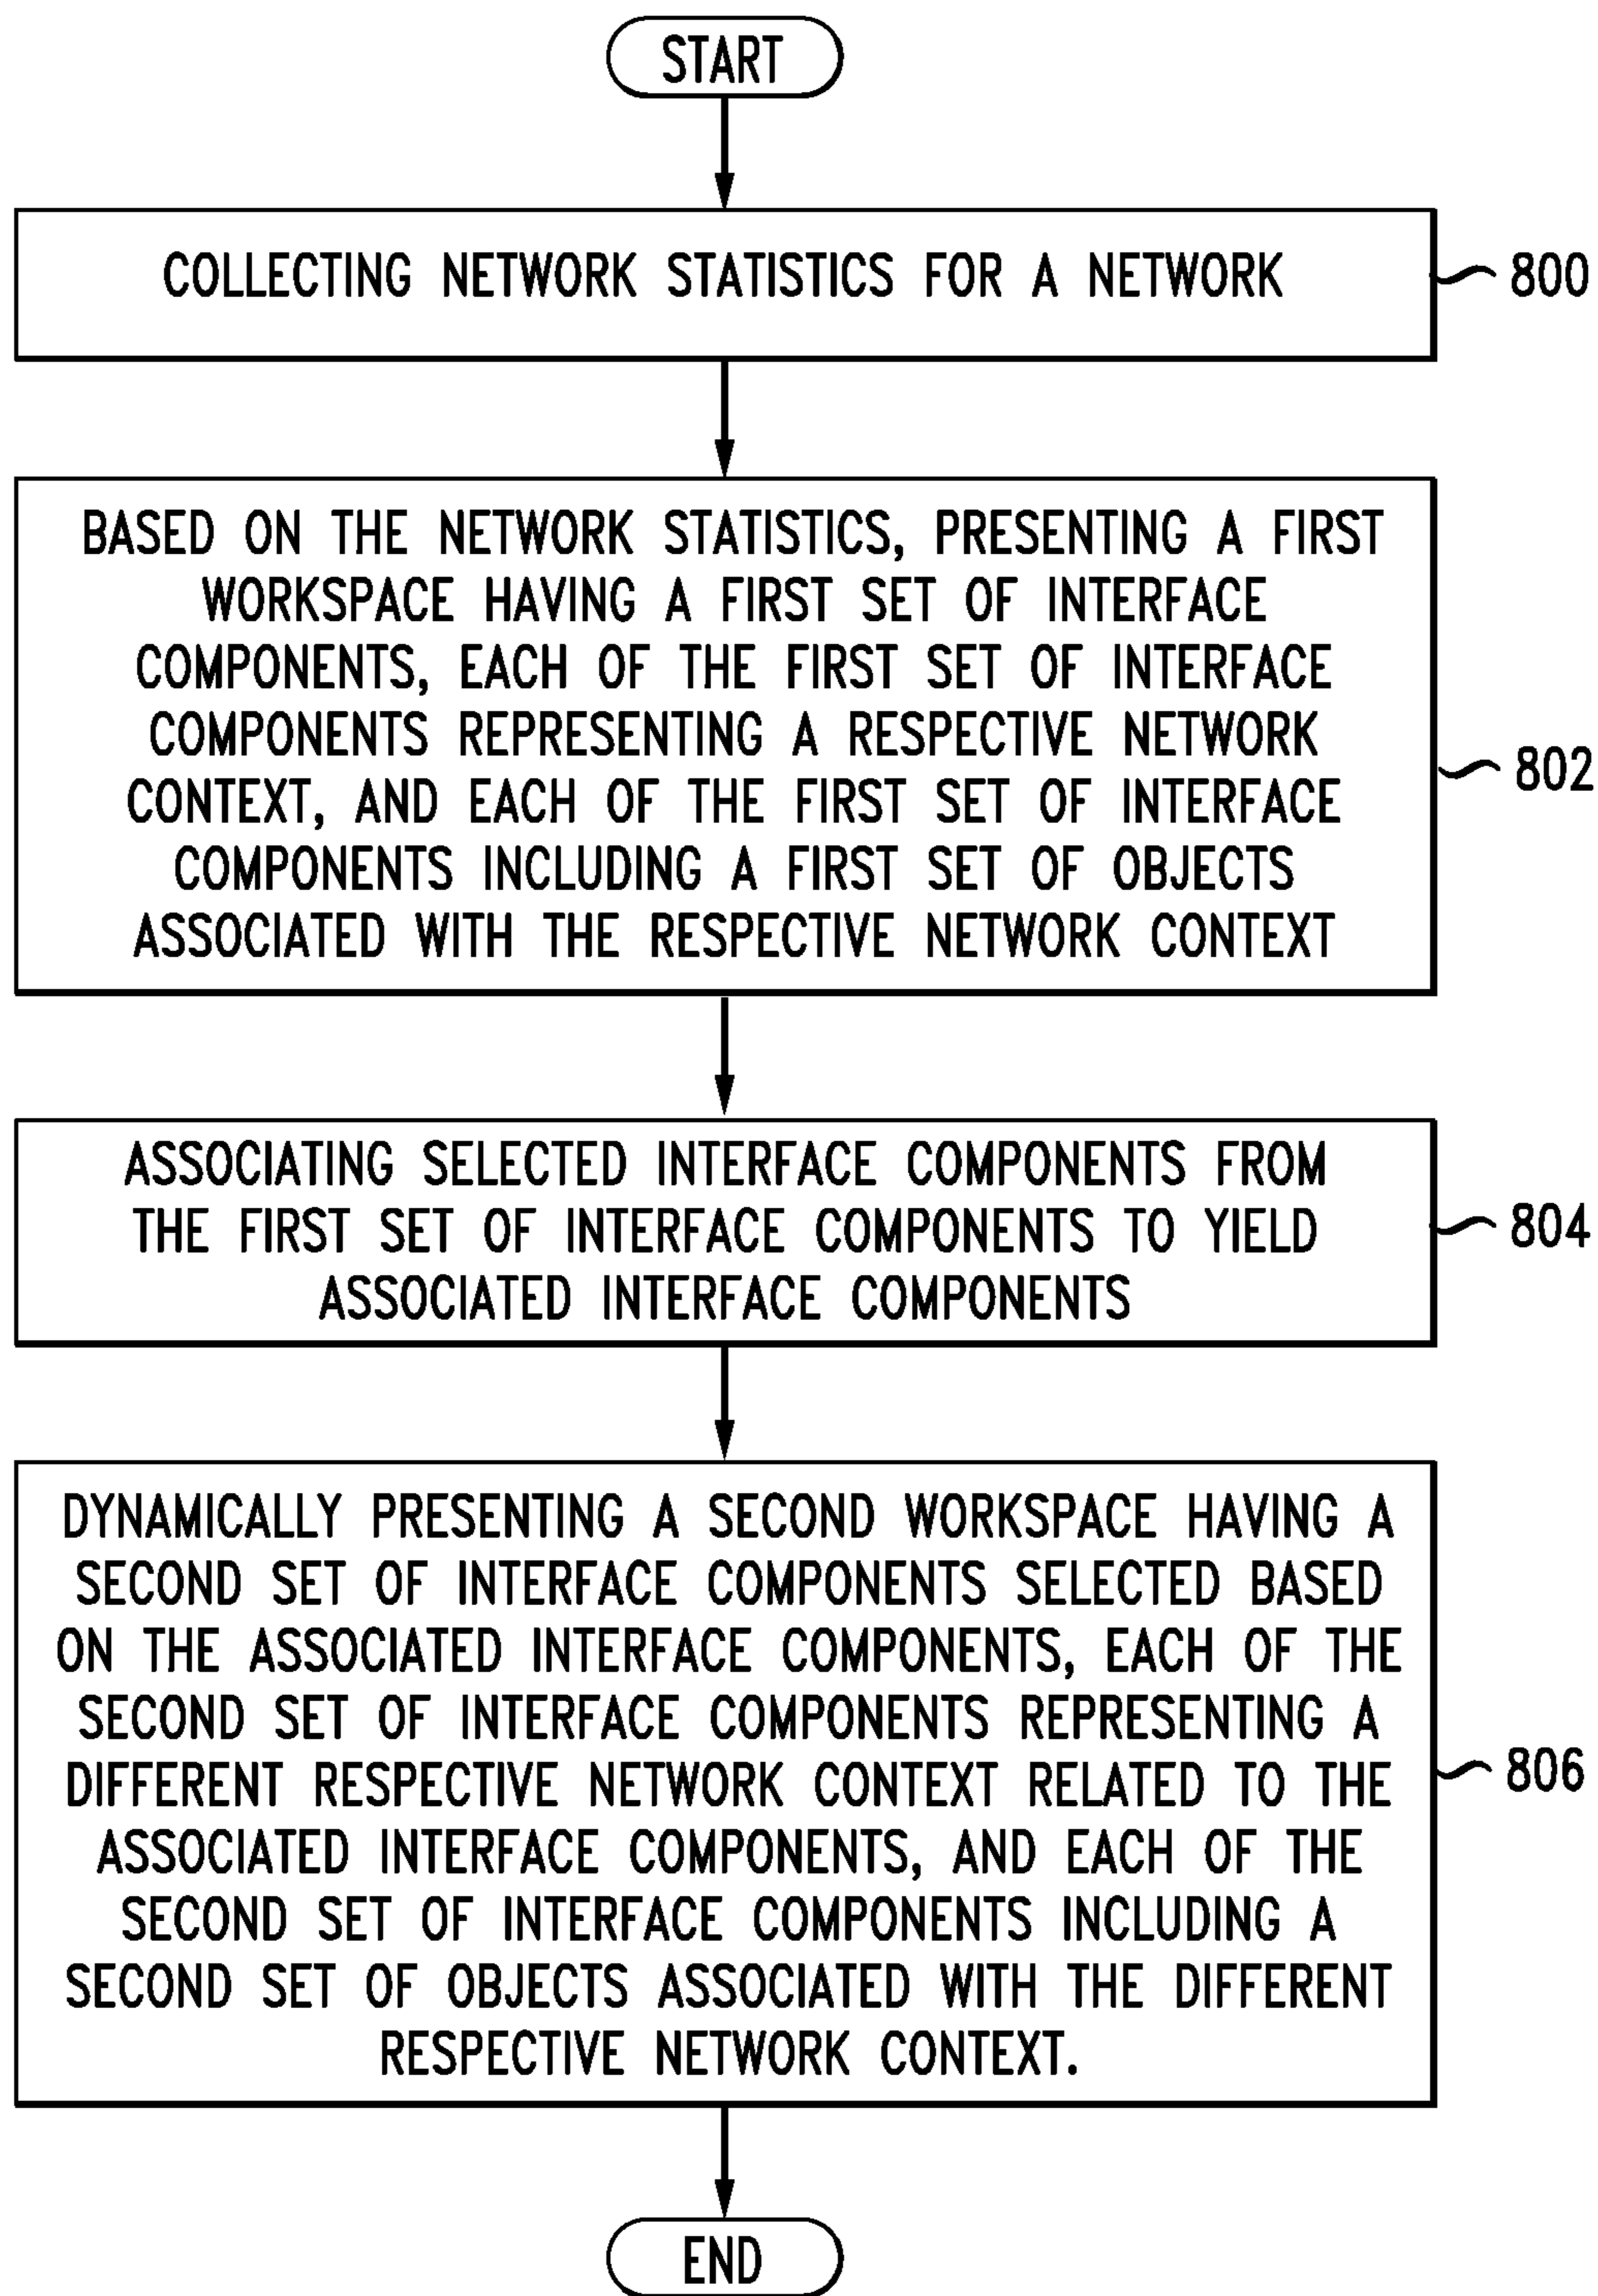 START
COLLECTING NETWORK STATISTICS FOR A NETWORK
800
BASED ON THE NETWORK STATISTICS, PRESENTING A FIRST
WORKSPACE HAVING A FIRST SET OF INTERFACE
COMPONENTS, EACH OF THE FIRST SET OF INTERFACE
COMPONENTS REPRESENTING A RESPECTIVE NETWORK
CONTEXT, AND EACH OF THE FIRST SET OF INTERFACE
COMPONENTS INCLUDING A FIRST SET OF OBJECTS
ASSOCIATED WITH THE RESPECTIVE NETWORK CONTEXT
802
ASSOCIATING SELECTED INTERFACE COMPONENTS FROM
THE FIRST SET OF INTERFACE COMPONENTS TO YIELD
ASSOCIATED INTERFACE COMPONENTS
804
DYNAMICALLY PRESENTING A SECOND WORKSPACE HAVING A
SECOND SET OF INTERFACE COMPONENTS SELECTED BASED
ON THE ASSOCIATED INTERFACE COMPONENTS, EACH OF THE
SECOND SET OF INTERFACE COMPONENTS REPRESENTING A
DIFFERENT RESPECTIVE NETWORK CONTEXT RELATED TO THE
ASSOCIATED INTERFACE COMPONENTS, AND EACH OF THE
SECOND SET OF INTERFACE COMPONENTS INCLUDING A
SECOND SET OF OBJECTS ASSOCIATED WITH THE DIFFERENT
RESPECTIVE NETWORK CONTEXT.
806
END